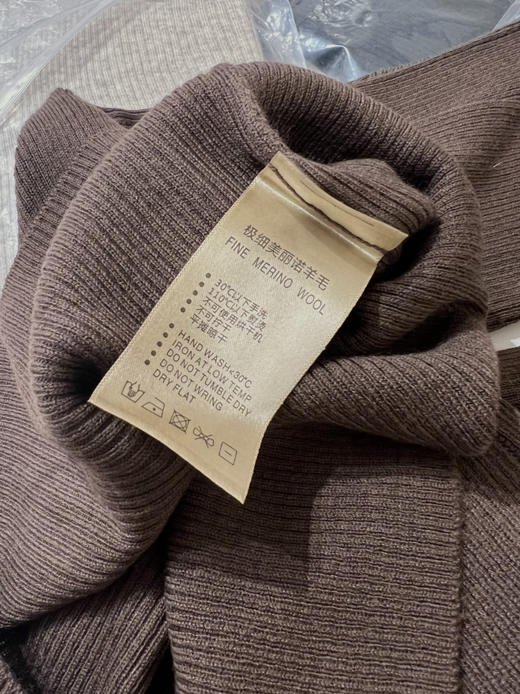 极细美丽诺羊毛
FINE MERINO WOOL
30℃以下手洗
110℃以下熨烫
不可使用烘干机
不可拧干
平摊晾干
HAND WASH<30℃
IRON AT LOW TEMP
DO NOT TUMBLE DRY
DO NOT WRING
DRY FLAT